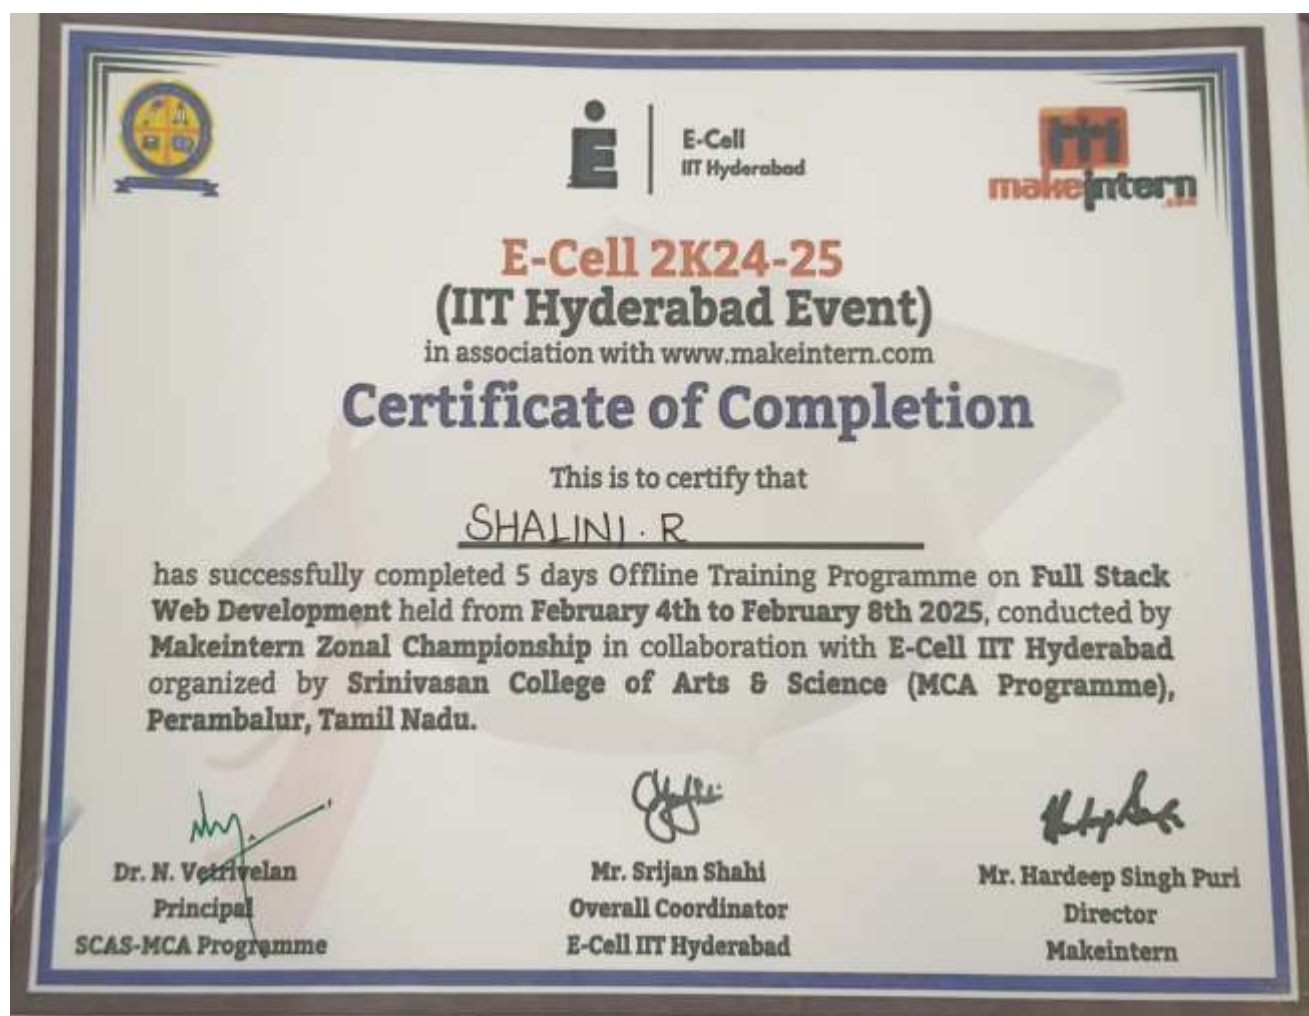 E-Cell
IIT Hyderabad
makeintern
.com
E-Cell 2K24-25
(IIT Hyderabad Event)
in association with www.makeintern.com
Certificate of Completion
This is to certify that
SHALINI. R
has successfully completed 5 days Offline Training Programme on Full Stack
Web Development held from February 4th to February 8th 2025, conducted by
Makeintern Zonal Championship in collaboration with E-Cell IIT Hyderabad
organized by Srinivasan College of Arts & Science (MCA Programme),
Perambalur, Tamil Nadu.
Dr. N. Vetrivelan
Principal
SCAS-MCA Programme
Mr. Srijan Shahi
Overall Coordinator
E-Cell IIT Hyderabad
Mr. Hardeep Singh Puri
Director
Makeintern